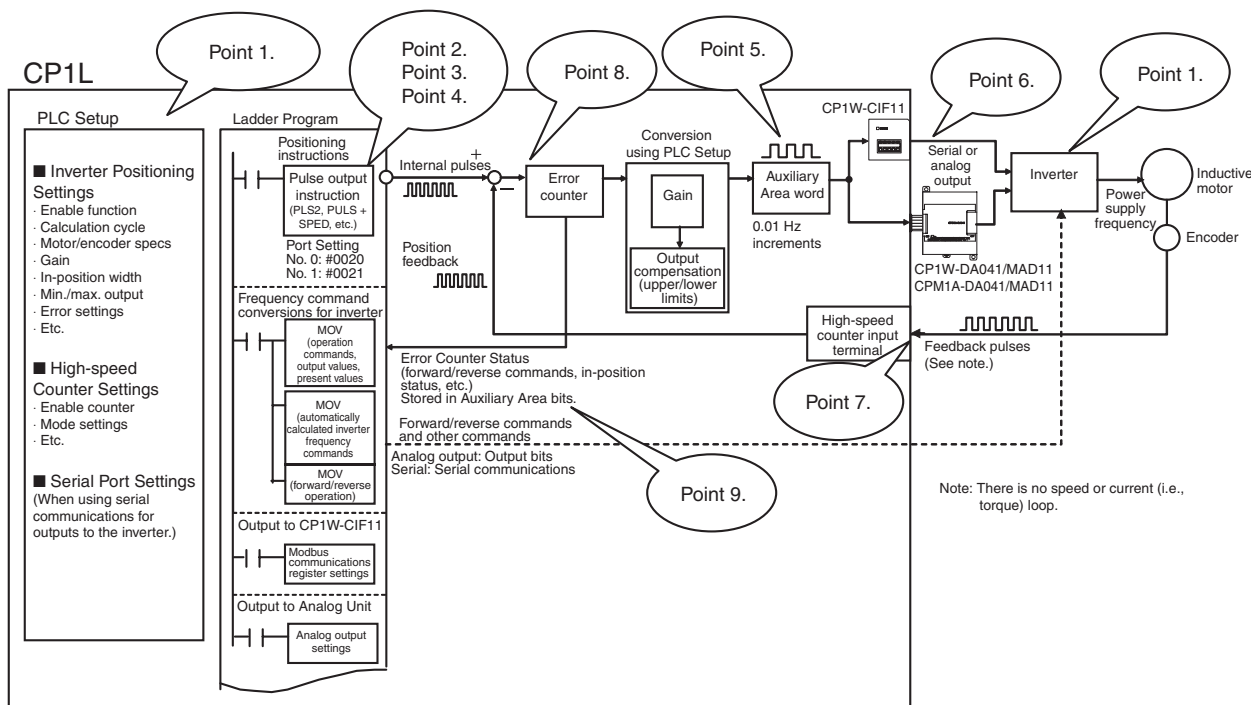 Point 1.
Point 2.
Point 3.
Point 4.
Point 8.
Point 5.
Point 6.
Point 1.
CP1L
PLC Setup
■ Inverter Positioning
Settings
· Enable function
· Calculation cycle
· Motor/encoder specs
· Gain
· In-position width
· Min./max. output
· Error settings
· Etc.
■ High-speed
Counter Settings
· Enable counter
· Mode settings
· Etc.
■ Serial Port Settings
(When using serial
communications for
outputs to the inverter.)
Ladder Program
Positioning
instructions
Pulse output
instruction
(PLS2, PULS +
SPED, etc.)
Port Setting
No. 0: #0020
No. 1: #0021
Frequency command
conversions for inverter
MOV
(operation
commands,
output values,
present values
MOV
(automatically
calculated inverter
frequency
commands)
MOV
(forward/reverse
operation)
Output to CP1W-CIF11
Modbus
communications
register settings
Output to Analog Unit
Analog output
settings
Internal pulses
+
−
Position
feedback
Error
counter
Conversion
using PLC Setup
Gain
Output
compensation
(upper/lower
limits)
Auxiliary
Area word
0.01 Hz
increments
CP1W-CIF11
Serial or
analog
output
CP1W-DA041/MAD11
CPM1A-DA041/MAD11
Inverter
Power
supply
frequency
Inductive
motor
Encoder
High-speed
counter input
terminal
Feedback pulses
(See note.)
Point 7.
Error Counter Status
(forward/reverse commands, in-position
status, etc.)
Stored in Auxiliary Area bits.
Forward/reverse commands
and other commands
Analog output: Output bits
Serial: Serial communications
Point 9.
Note: There is no speed or current (i.e.,
torque) loop.